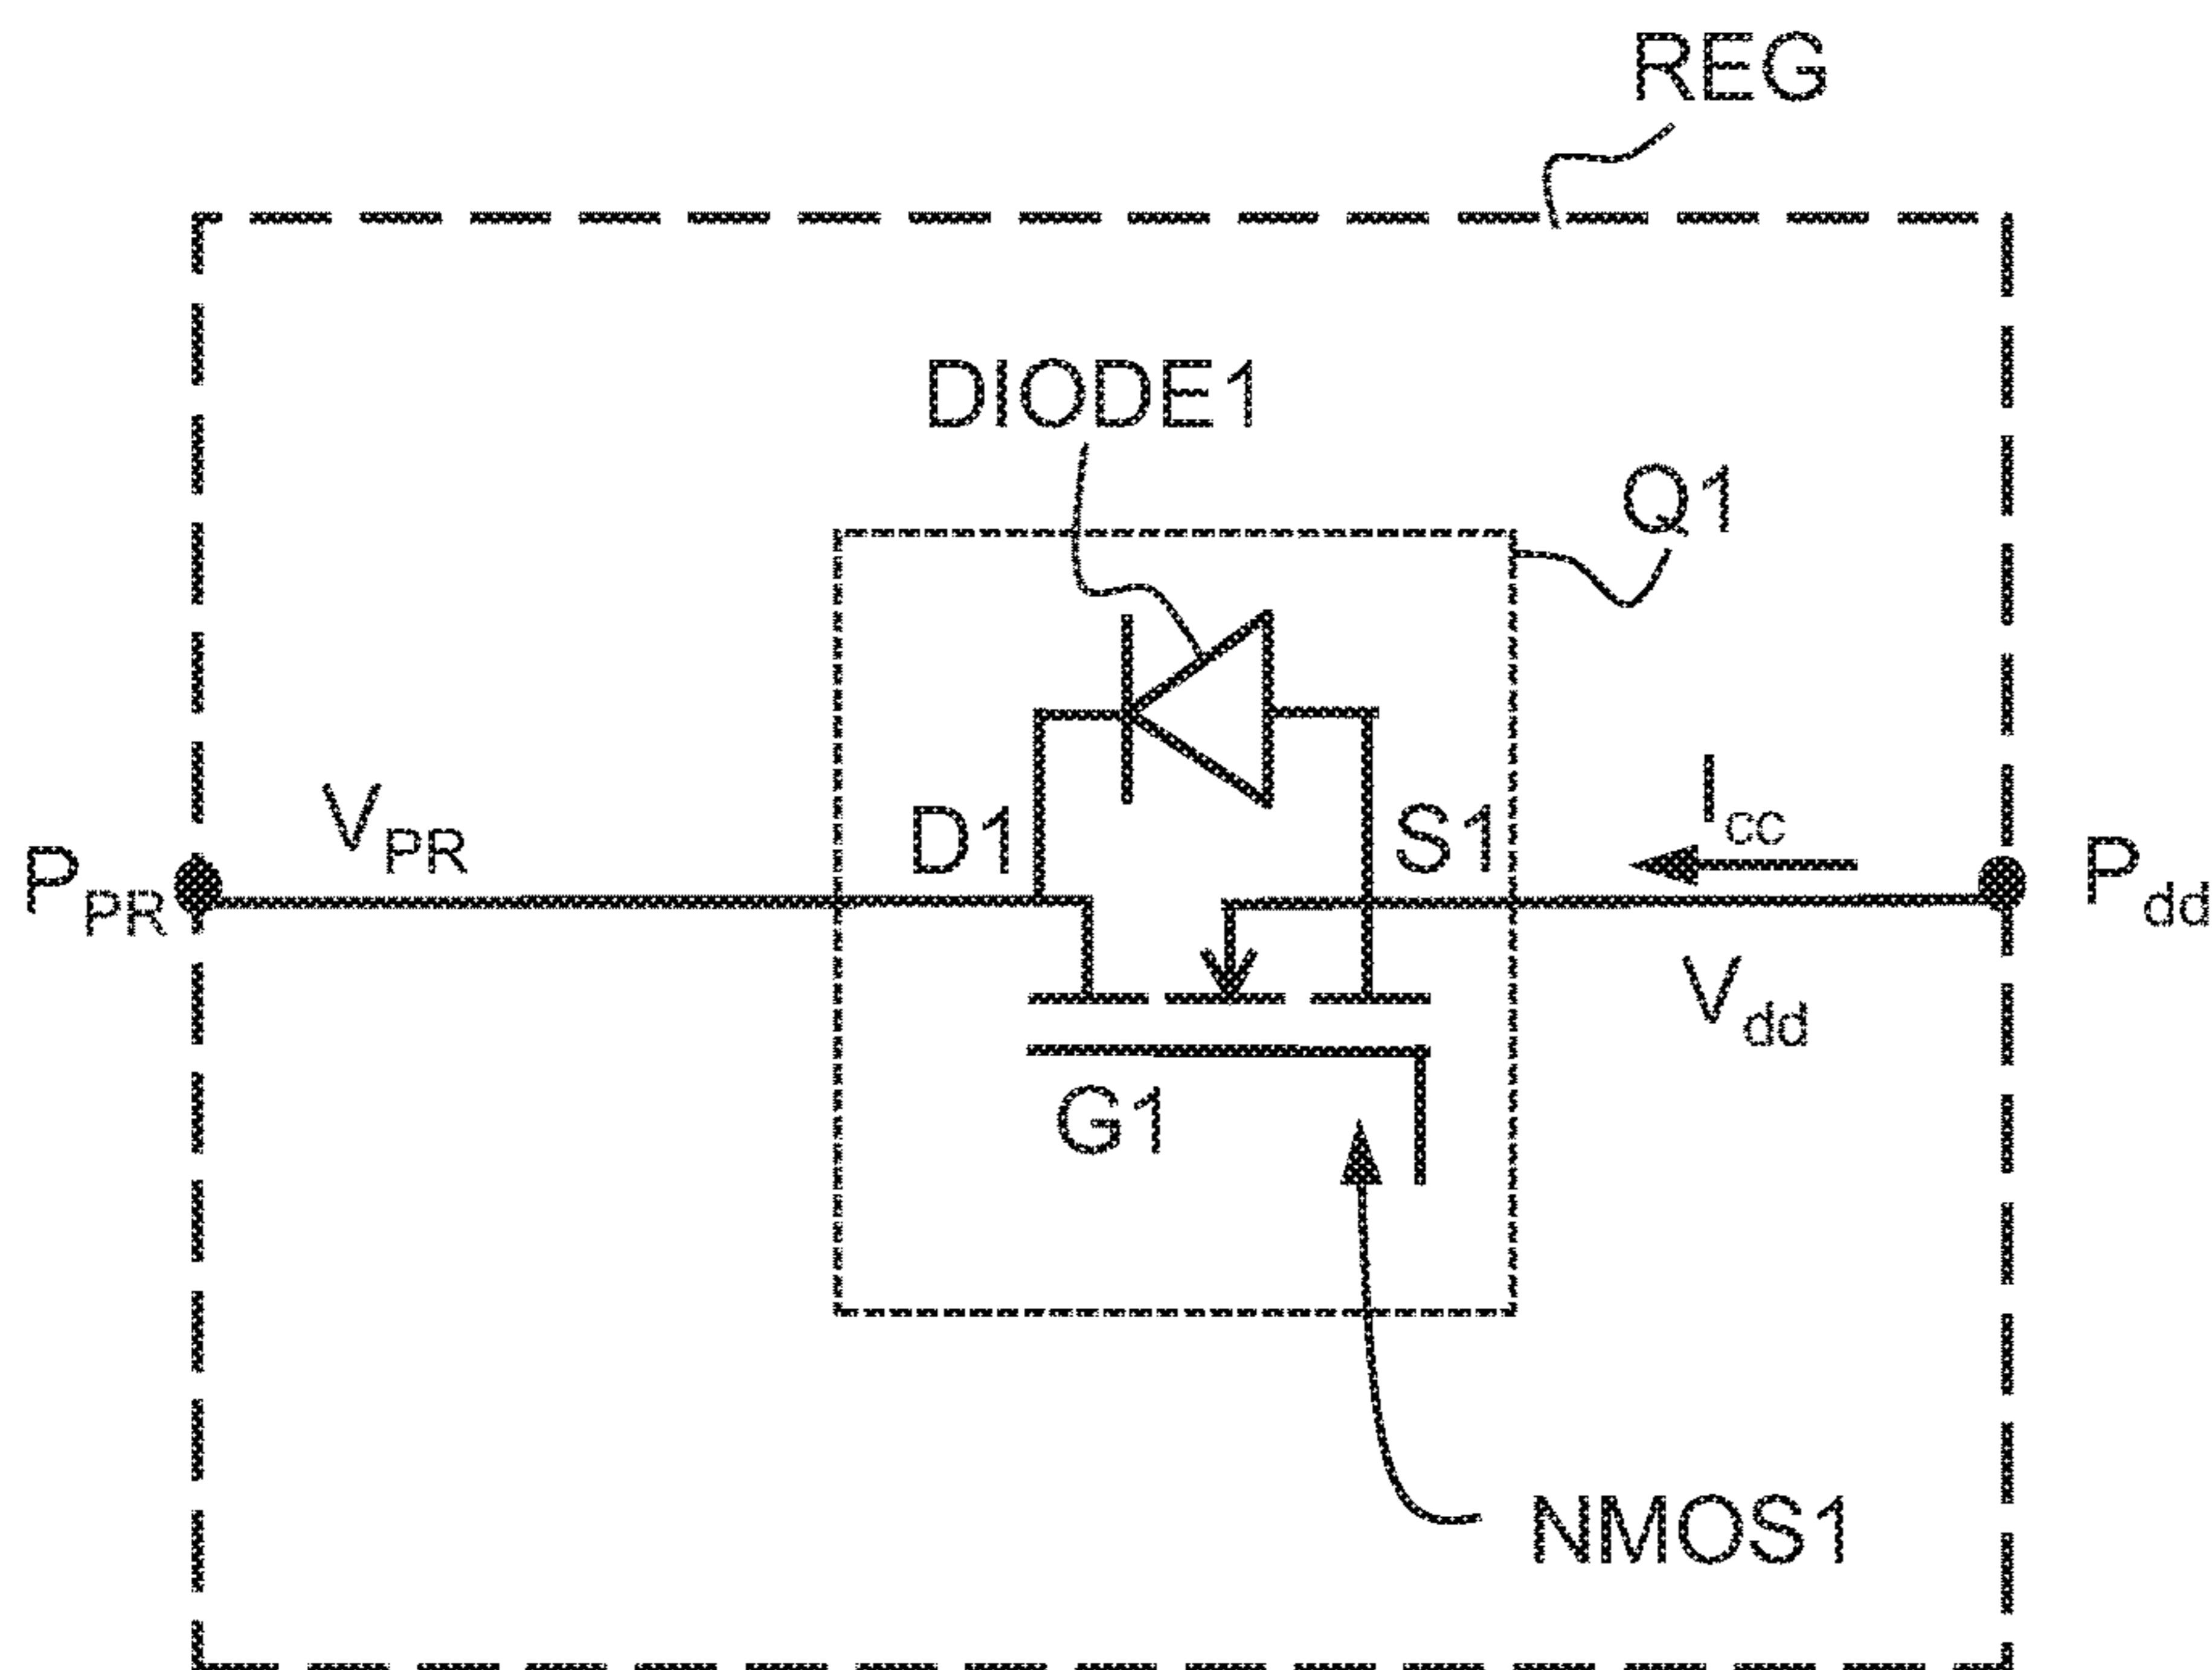 REG
DIODE1
Q1
V_PR
D1
S1
I_cc
P_PR
P_dd
V_dd
G1
NMOS1